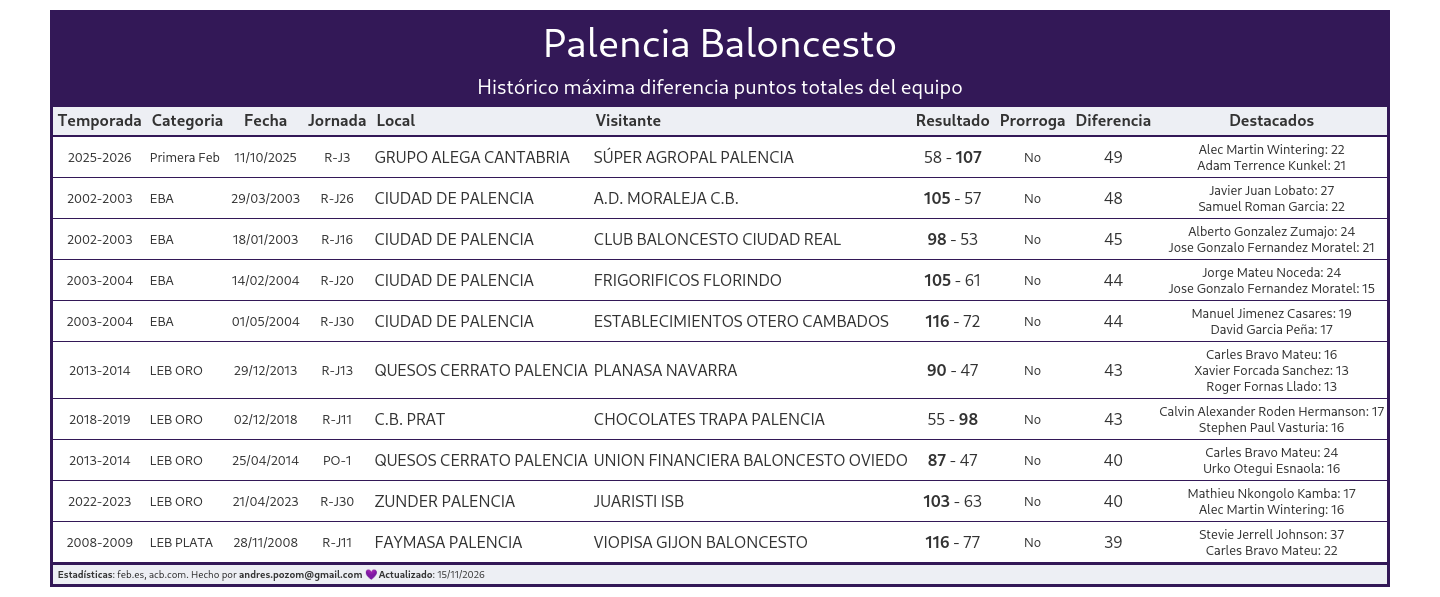 Palencia Baloncesto
Histórico máxima diferencia puntos totales del equipo
Temporada Categoria Fecha Jornada Local Visitante Resultado Prorroga Diferencia Destacados
2025-2026 Primera Feb 11/10/2025 R-J3 GRUPO ALEGA CANTABRIA SÚPER AGROPAL PALENCIA 58 - 107 No 49 Alec Martin Wintering: 22
Adam Terrence Kunkel: 21
2002-2003 EBA 29/03/2003 R-J26 CIUDAD DE PALENCIA A.D. MORALEJA C.B. 105 - 57 No 48 Javier Juan Lobato: 27
Samuel Roman Garcia: 22
2002-2003 EBA 18/01/2003 R-J16 CIUDAD DE PALENCIA CLUB BALONCESTO CIUDAD REAL 98 - 53 No 45 Alberto Gonzalez Zumajo: 24
Jose Gonzalo Fernandez Moratel: 21
2003-2004 EBA 14/02/2004 R-J20 CIUDAD DE PALENCIA FRIGORIFICOS FLORINDO 105 - 61 No 44 Jorge Mateu Noceda: 24
Jose Gonzalo Fernandez Moratel: 15
2003-2004 EBA 01/05/2004 R-J30 CIUDAD DE PALENCIA ESTABLECIMIENTOS OTERO CAMBADOS 116 - 72 No 44 Manuel Jimenez Casares: 19
David Garcia Peña: 17
2013-2014 LEB ORO 29/12/2013 R-J13 QUESOS CERRATO PALENCIA PLANASA NAVARRA 90 - 47 No 43 Carles Bravo Mateu: 16
Xavier Forcada Sanchez: 13
Roger Fornas Llado: 13
2018-2019 LEB ORO 02/12/2018 R-J11 C.B. PRAT CHOCOLATES TRAPA PALENCIA 55 - 98 No 43 Calvin Alexander Roden Hermanson: 17
Stephen Paul Vasturia: 16
2013-2014 LEB ORO 25/04/2014 PO-1 QUESOS CERRATO PALENCIA UNION FINANCIERA BALONCESTO OVIEDO 87 - 47 No 40 Carles Bravo Mateu: 24
Urko Otegui Esnaola: 16
2022-2023 LEB ORO 21/04/2023 R-J30 ZUNDER PALENCIA JUARISTI ISB 103 - 63 No 40 Mathieu Nkongolo Kamba: 17
Alec Martin Wintering: 16
2008-2009 LEB PLATA 28/11/2008 R-J11 FAYMASA PALENCIA VIOPISA GIJON BALONCESTO 116 - 77 No 39 Stevie Jerrell Johnson: 37
Carles Bravo Mateu: 22
Estadísticas: feb.es, acb.com. Hecho por andres.pozom@gmail.com 💜 Actualizado: 15/11/2026